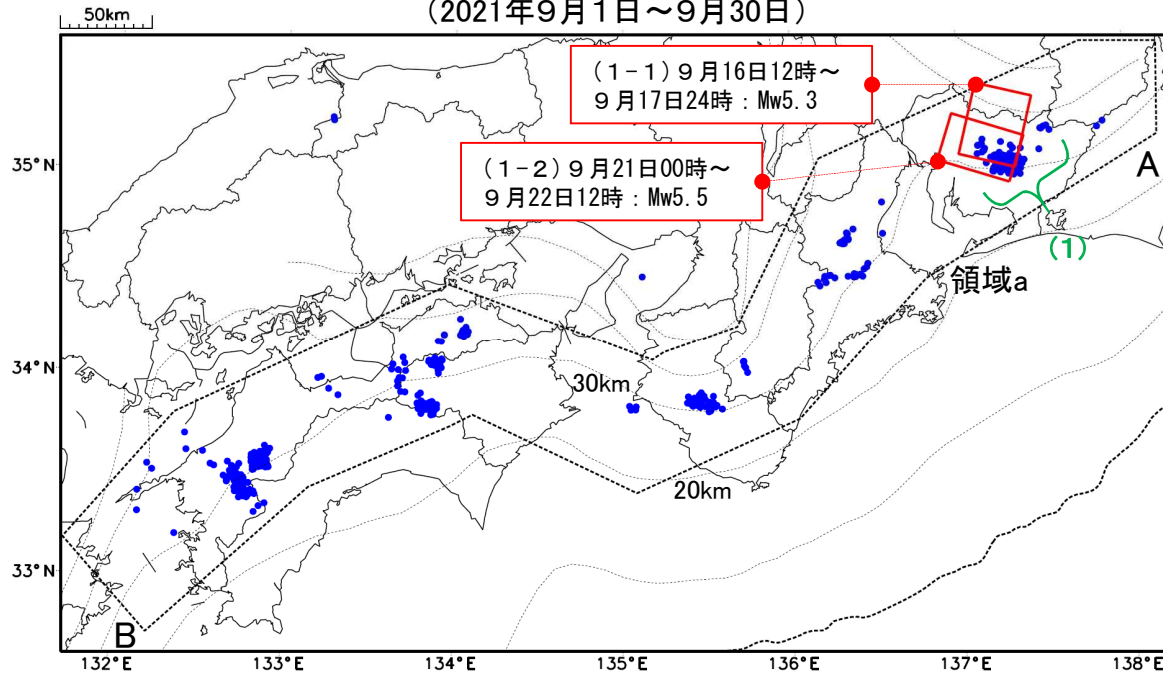 (2021年9月1日～9月30日)
50km
(1-1)9月16日12時～
9月17日24時：Mw5.3
(1-2)9月21日00時～
9月22日12時：Mw5.5
A
(1)
領域a
30km
20km
B
35°N
34°N
33°N
132°E
133°E
134°E
135°E
136°E
137°E
138°E